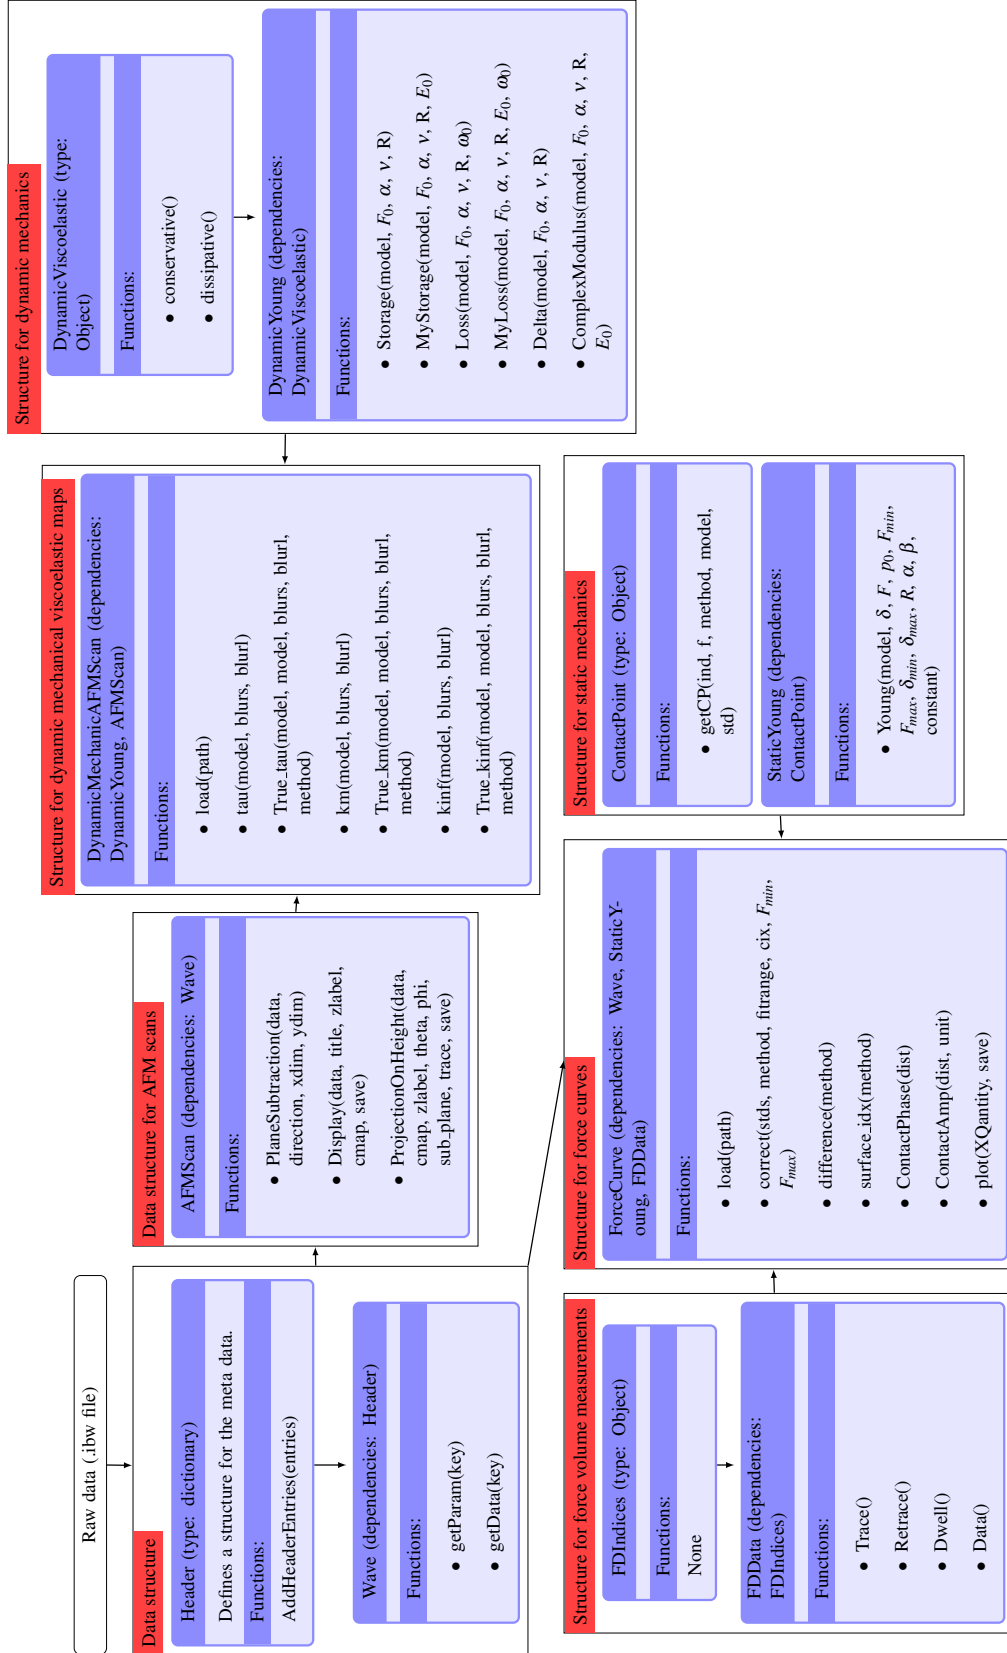 Raw data (.ibw file)
Data structure
Header (type: dictionary)
Defines a structure for the meta data.
Functions:
AddHeaderEntries(entries)
Wave (dependencies: Header)
Functions:
• getParam(key)
• getData(key)
Data structure for AFM scans
AFMScan (dependencies: Wave)
Functions:
• PlaneSubtraction(data,
direction, xdim, ydim)
• Display(data, title, zlabel,
cmap, save)
• ProjectionOnHeight(data,
cmap, zlabel, theta, phi,
sub_plane, trace, save)
Structure for dynamic mechanical viscoelastic maps
DynamicMechanicAFMScan (dependencies:
DynamicYoung, AFMScan)
Functions:
• load(path)
• tau(model, blurs, blurl)
• True_tau(model, model, blurs, blurl,
method)
• km(model, blurs, blurl)
• True_km(model, model, blurs, blurl,
method)
• kinf(model, blurs, blurl)
• True_kinf(model, model, blurs, blurl,
method)
Structure for dynamic mechanics
DynamicViscoelastic (type:
Object)
Functions:
• conservative()
• dissipative()
DynamicYoung (dependencies:
DynamicViscoelastic)
Functions:
• Storage(model, F₀, α, ν, R)
• MyStorage(model, F₀, α, ν, R, E₀)
• Loss(model, F₀, α, ν, R, ω₀)
• MyLoss(model, F₀, α, ν, R, E₀, ω₀)
• Delta(model, F₀, α, ν, R)
• ComplexModulus(model, F₀, α, ν, R,
E₀)
Structure for force volume measurements
FDIndices (type: Object)
Functions:
None
FDData (dependencies:
FDIndices)
Functions:
• Trace()
• Retrace()
• Dwell()
• Data()
Structure for force curves
ForceCurve (dependencies: Wave, StaticY-
oung, FDData)
Functions:
• load(path)
• correct(stds, method, fitrange, cix, F_min,
F_max)
• difference(method)
• surface_idx(method)
• ContactPhase(dist)
• ContactAmp(dist, unit)
• plot(XQantity, save)
Structure for static mechanics
ContactPoint (type: Object)
Functions:
• getCP(ind, f, method, model,
std)
StaticYoung (dependencies:
ContactPoint)
Functions:
• Young(model, δ, F, p₀, F_min,
F_max, δ_min, δ_max, R, α, β,
constant)